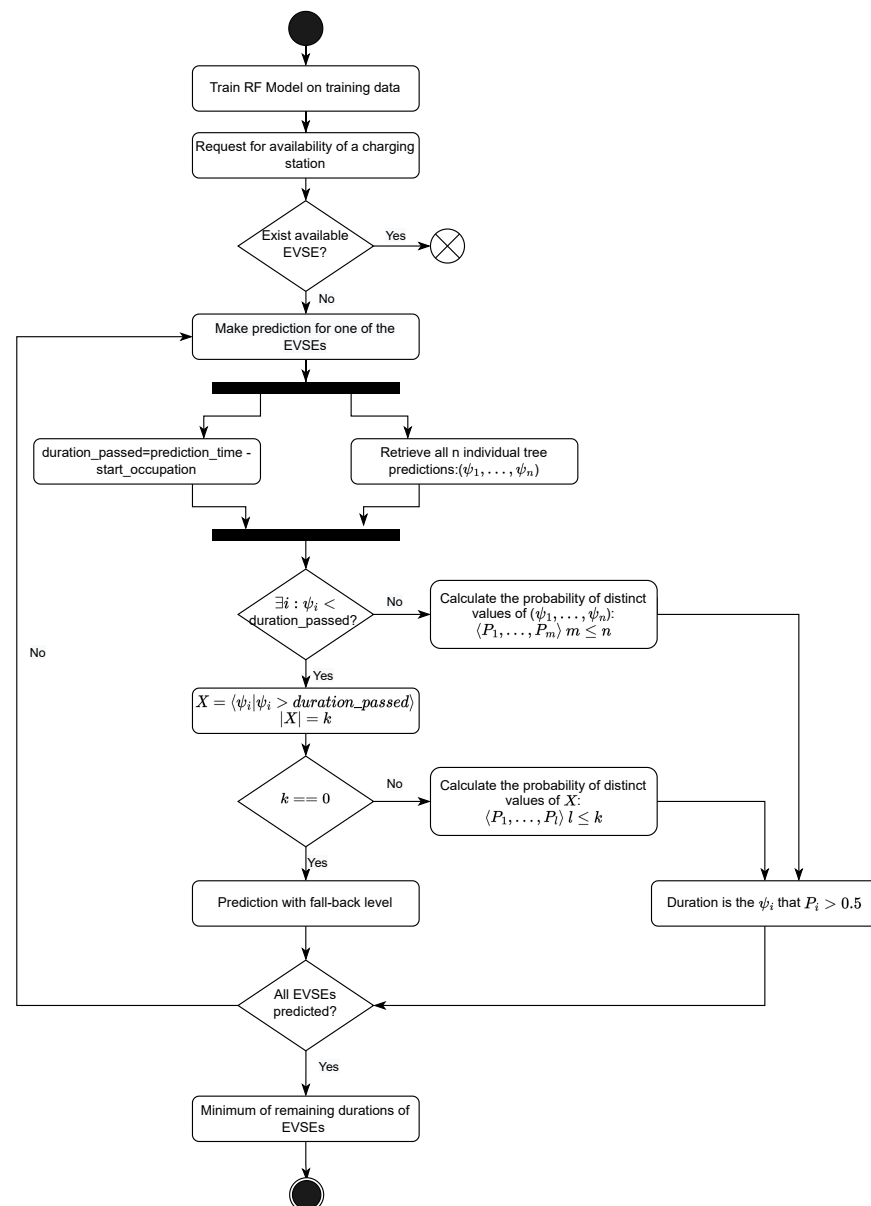 Train RF Model on training data
Request for availability of a charging
station
Exist available
EVSE?
Yes
No
Make prediction for one of the
EVSEs
duration_passed=prediction_time -
start_occupation
Retrieve all n individual tree
predictions:(ψ₁, . . . , ψₙ)
∃i : ψᵢ <
duration_passed?
No
Calculate the probability of distinct
values of (ψ₁, . . . , ψₙ):
⟨P₁, . . . , Pₘ⟩ m ≤ n
No
Yes
X = ⟨ψᵢ|ψᵢ > duration_passed⟩
|X| = k
k == 0
No
Calculate the probability of distinct
values of X:
⟨P₁, . . . , Pₗ⟩ l ≤ k
Yes
Prediction with fall-back level
Duration is the ψᵢ that Pᵢ > 0.5
All EVSEs
predicted?
Yes
Minimum of remaining durations of
EVSEs